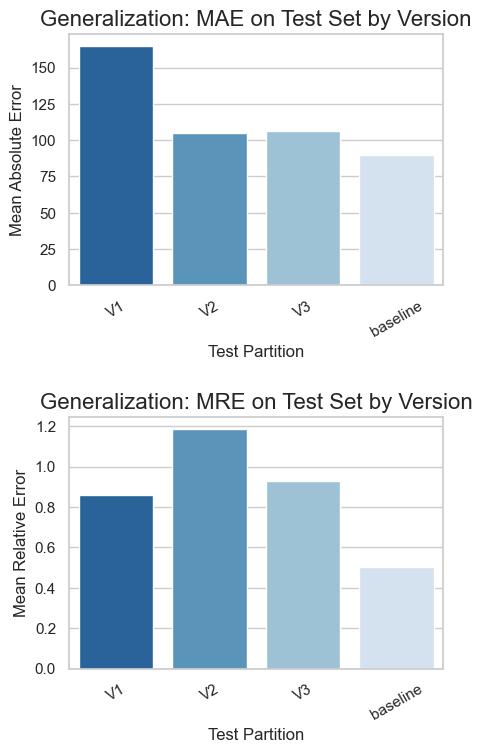 Generalization: MAE on Test Set by Version
Mean Absolute Error
150
125
100
75
50
25
0
V1
V2
V3
baseline
Test Partition
Generalization: MRE on Test Set by Version
Mean Relative Error
1.2
1.0
0.8
0.6
0.4
0.2
0.0
V1
V2
V3
baseline
Test Partition